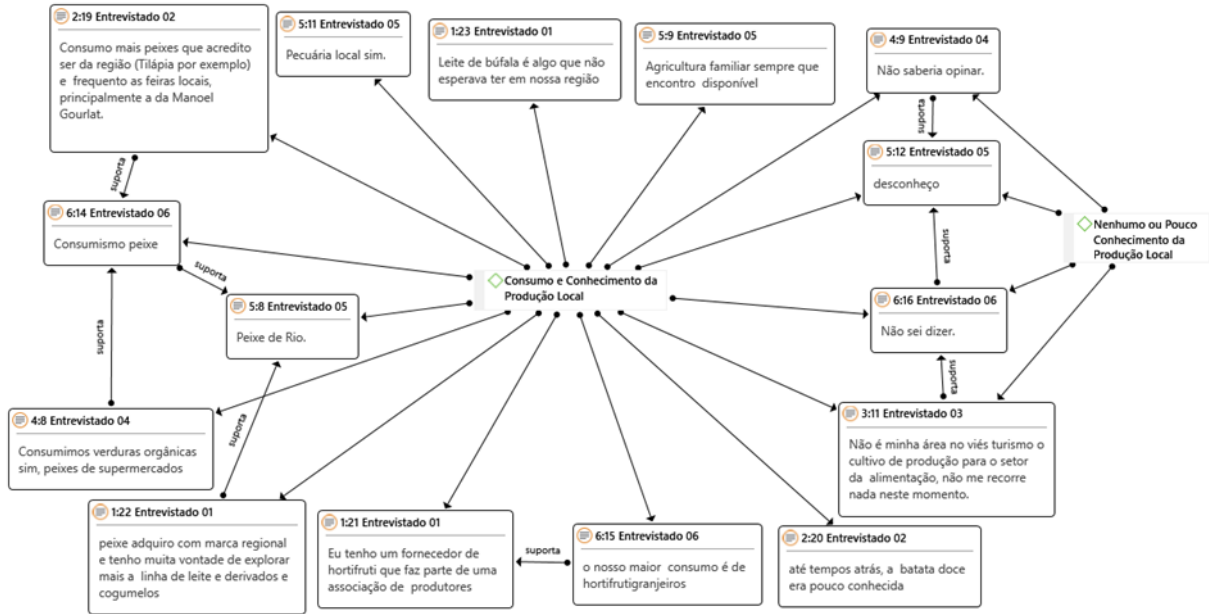 2:19 Entrevistado 02
Consumo mais peixes que acredito
ser da região (Tilápia por exemplo)
e frequento as feiras locais,
principalmente a da Manoel
Gourlat.
5:11 Entrevistado 05
Pecuária local sim.
1:23 Entrevistado 01
Leite de búfala é algo que não
esperava ter em nossa região
5:9 Entrevistado 05
Agricultura familiar sempre que
encontro disponível
4:9 Entrevistado 04
Não saberia opinar.
suporta
5:12 Entrevistado 05
desconheço
suporta
6:14 Entrevistado 06
Consumismo peixe
suporta
Nenhumo ou Pouco
Conhecimento da
Produção Local
suporta
5:8 Entrevistado 05
Peixe de Rio.
Consumo e Conhecimento da
Produção Local
6:16 Entrevistado 06
Não sei dizer.
suporta
suporta
4:8 Entrevistado 04
Consumimos verduras orgânicas
sim, peixes de supermercados
suporta
3:11 Entrevistado 03
Não é minha área no viés turismo o
cultivo de produção para o setor
da alimentação, não me recorre
nada neste momento.
1:22 Entrevistado 01
peixe adquiro com marca regional
e tenho muita vontade de explorar
mais a linha de leite e derivados e
cogumelos
1:21 Entrevistado 01
Eu tenho um fornecedor de
hortifruti que faz parte de uma
associação de produtores
suporta
6:15 Entrevistado 06
o nosso maior consumo é de
hortifrutigranjeiros
2:20 Entrevistado 02
até tempos atrás, a batata doce
era pouco conhecida